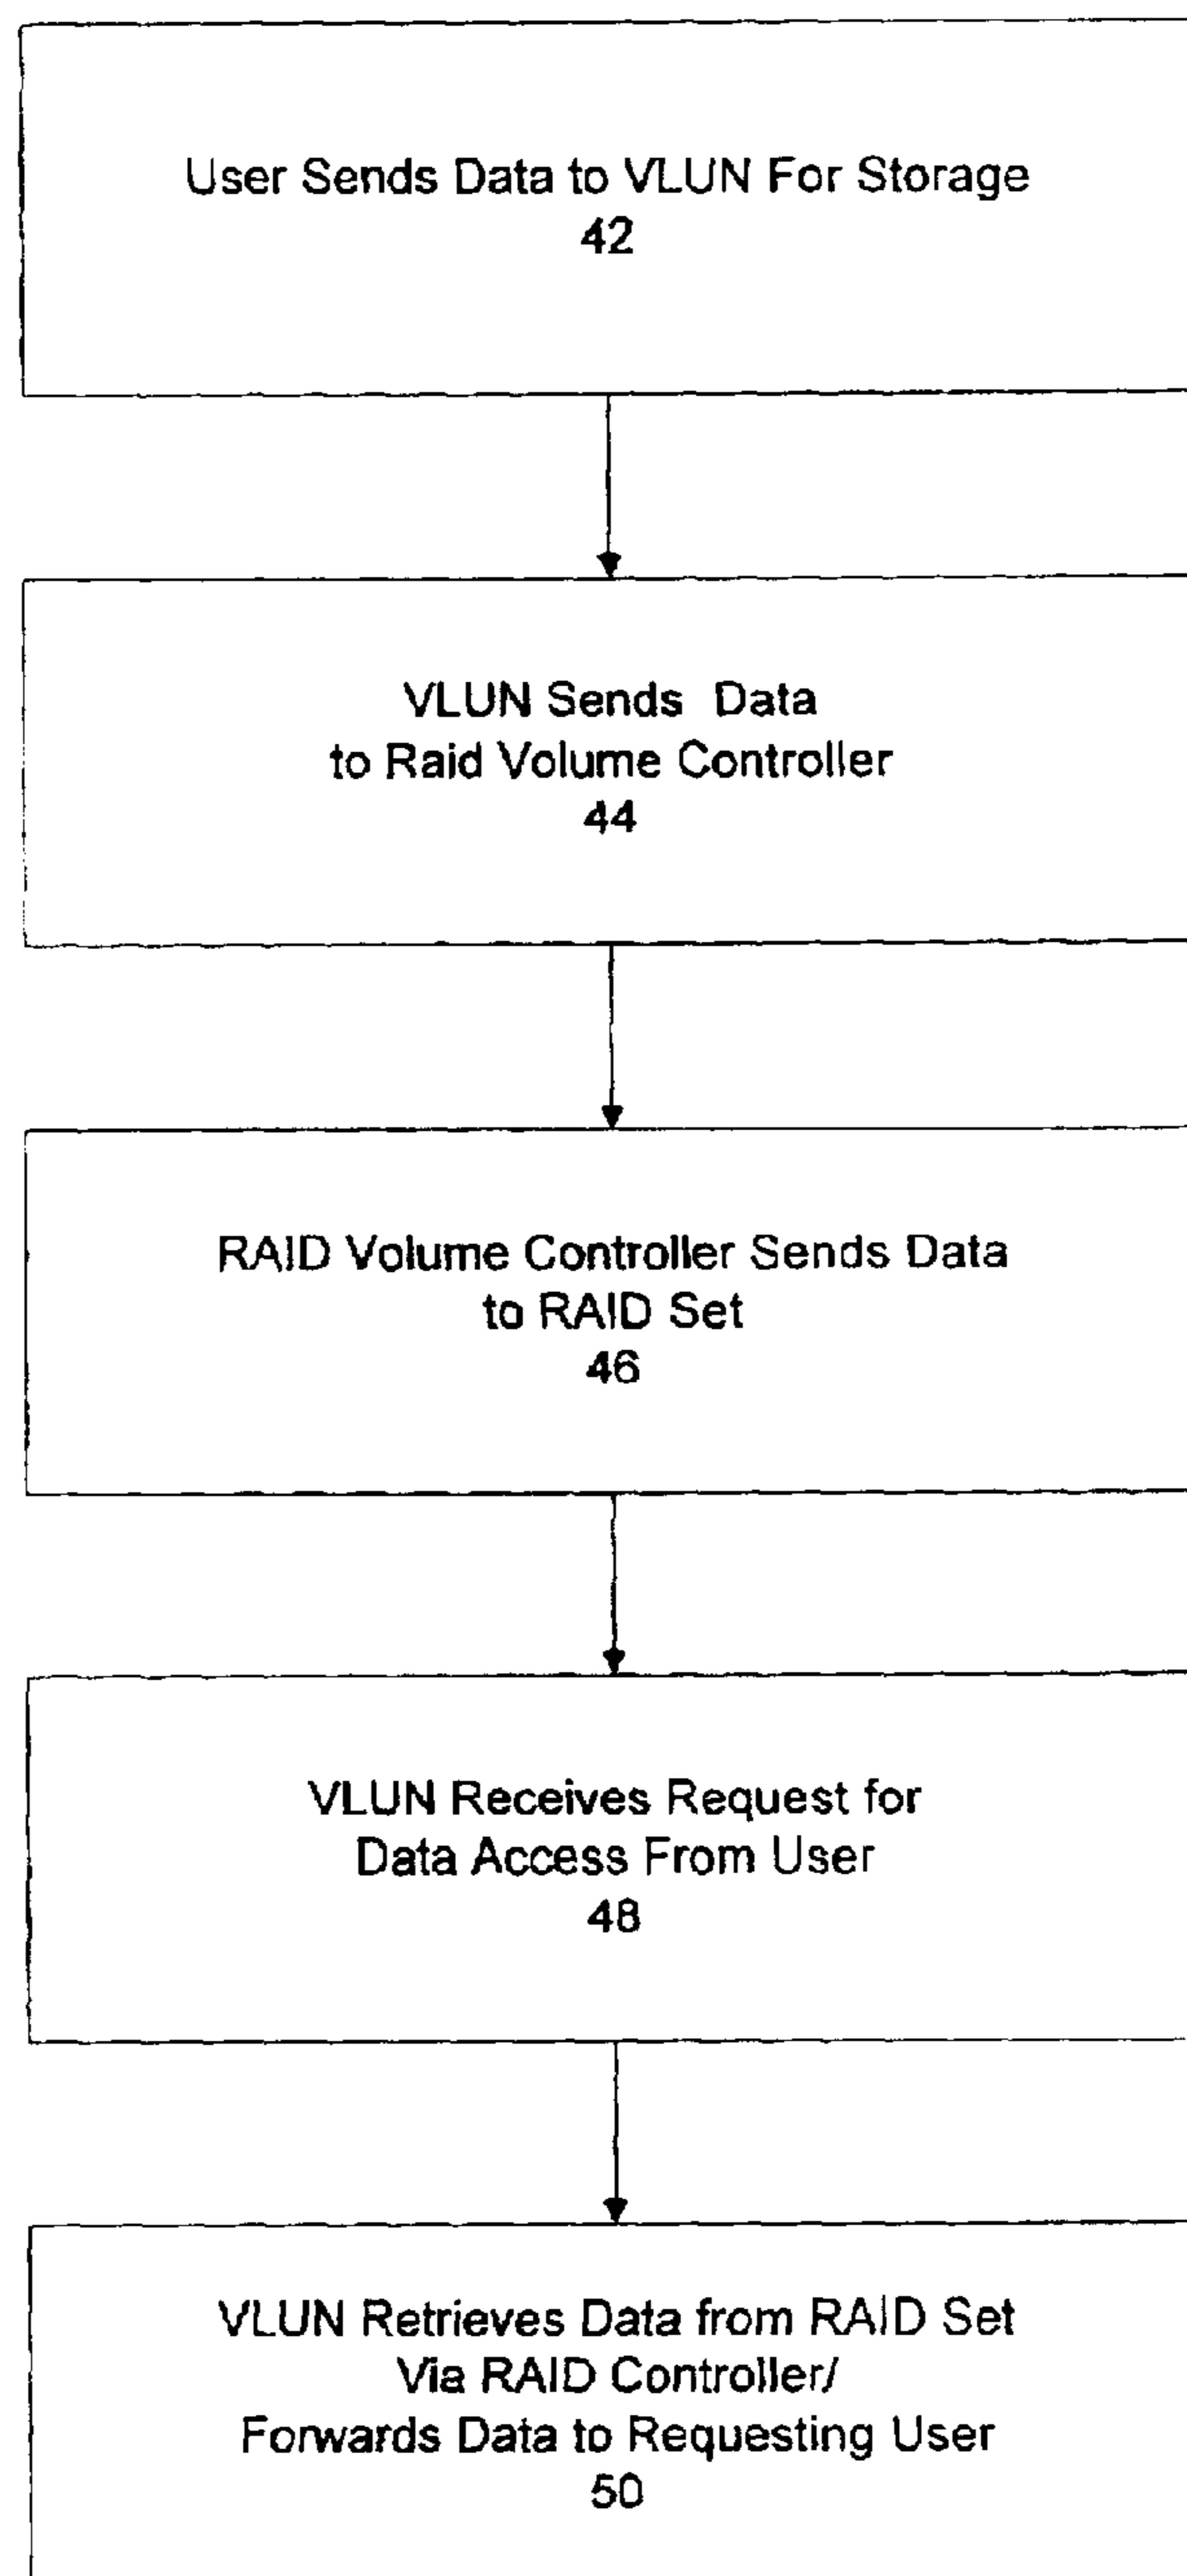 User Sends Data to VLUN For Storage
42
VLUN Sends Data
to Raid Volume Controller
44
RAID Volume Controller Sends Data
to RAID Set
46
VLUN Receives Request for
Data Access From User
48
VLUN Retrieves Data from RAID Set
Via RAID Controller/
Forwards Data to Requesting User
50